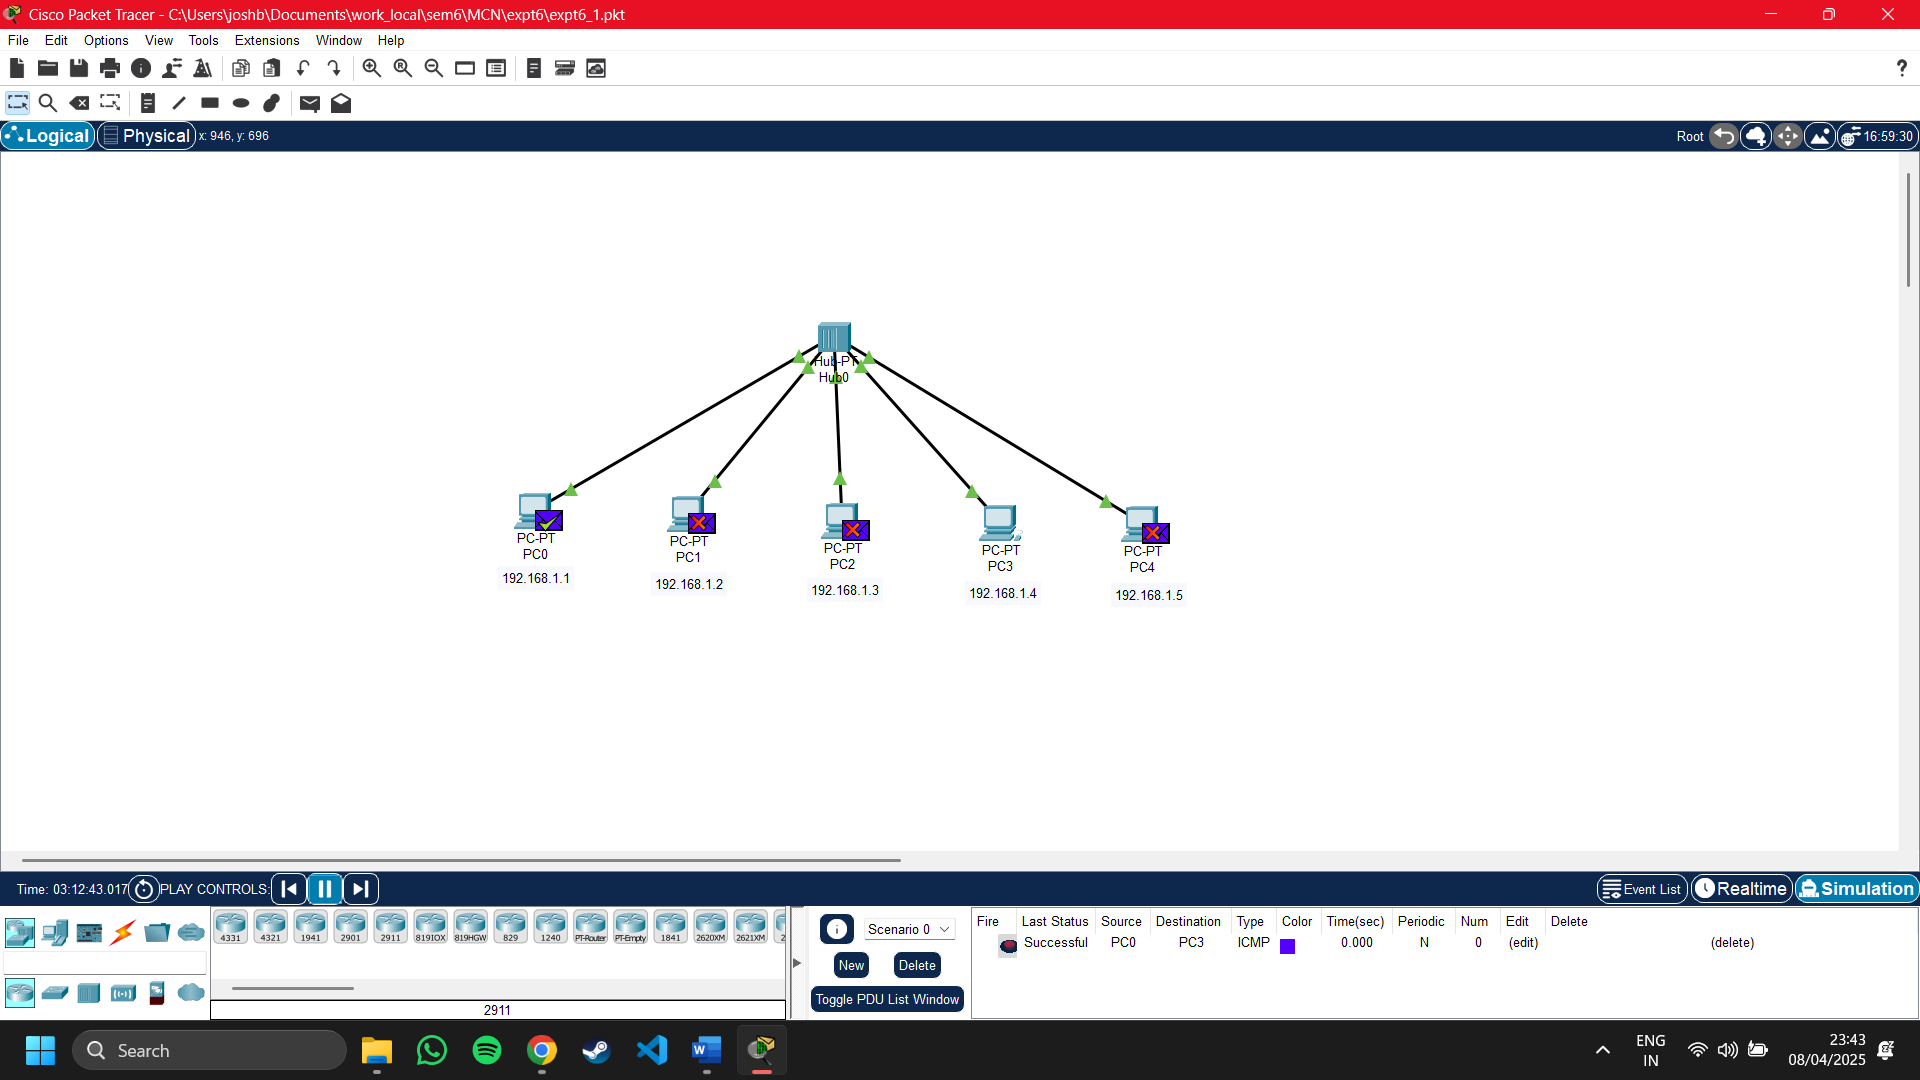 Cisco Packet Tracer - C:\Users\joshb\Documents\work_local\sem6\MCN\expt6\expt6_1.pkt
File Edit Options View Tools Extensions Window Help
?
Logical Physical x: 946, y: 696 Root 16:59:30
Hub-PT
Hub0
PC-PT
PC0
192.168.1.1
PC-PT
PC1
192.168.1.2
PC-PT
PC2
192.168.1.3
PC-PT
PC3
192.168.1.4
PC-PT
PC4
192.168.1.5
Time: 03:12:43.017 PLAY CONTROLS: Event List Realtime Simulation
4331 4321 1941 2901 2911 819IOX 819HGW 829 1240 PT-Router PT-Empty 1841 2620XM 2621XM 2
2911
Scenario 0
New Delete
Toggle PDU List Window
Fire Last Status Source Destination Type Color Time(sec) Periodic Num Edit Delete
Successful PC0 PC3 ICMP 0.000 N 0 (edit) (delete)
Search
ENG
IN
23:43
08/04/2025